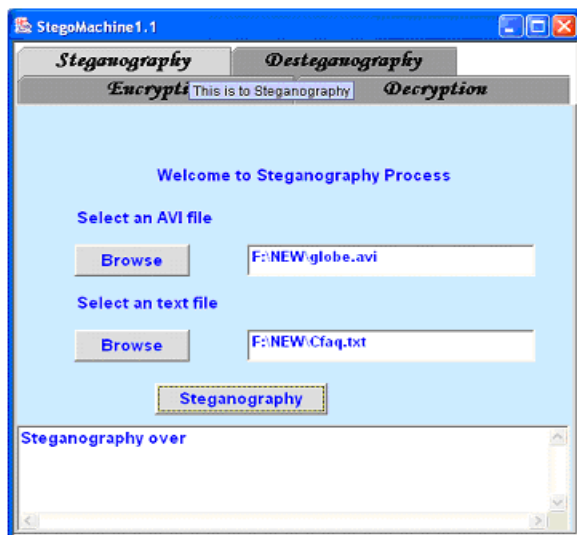 StegoMachine1.1
Steganography Desteganography
Encrypti This is to Steganography Decryption
Welcome to Steganography Process
Select an AVI file
Browse F:\NEW\globe.avi
Select an text file
Browse F:\NEW\Cfaq.txt
Steganography
Steganography over